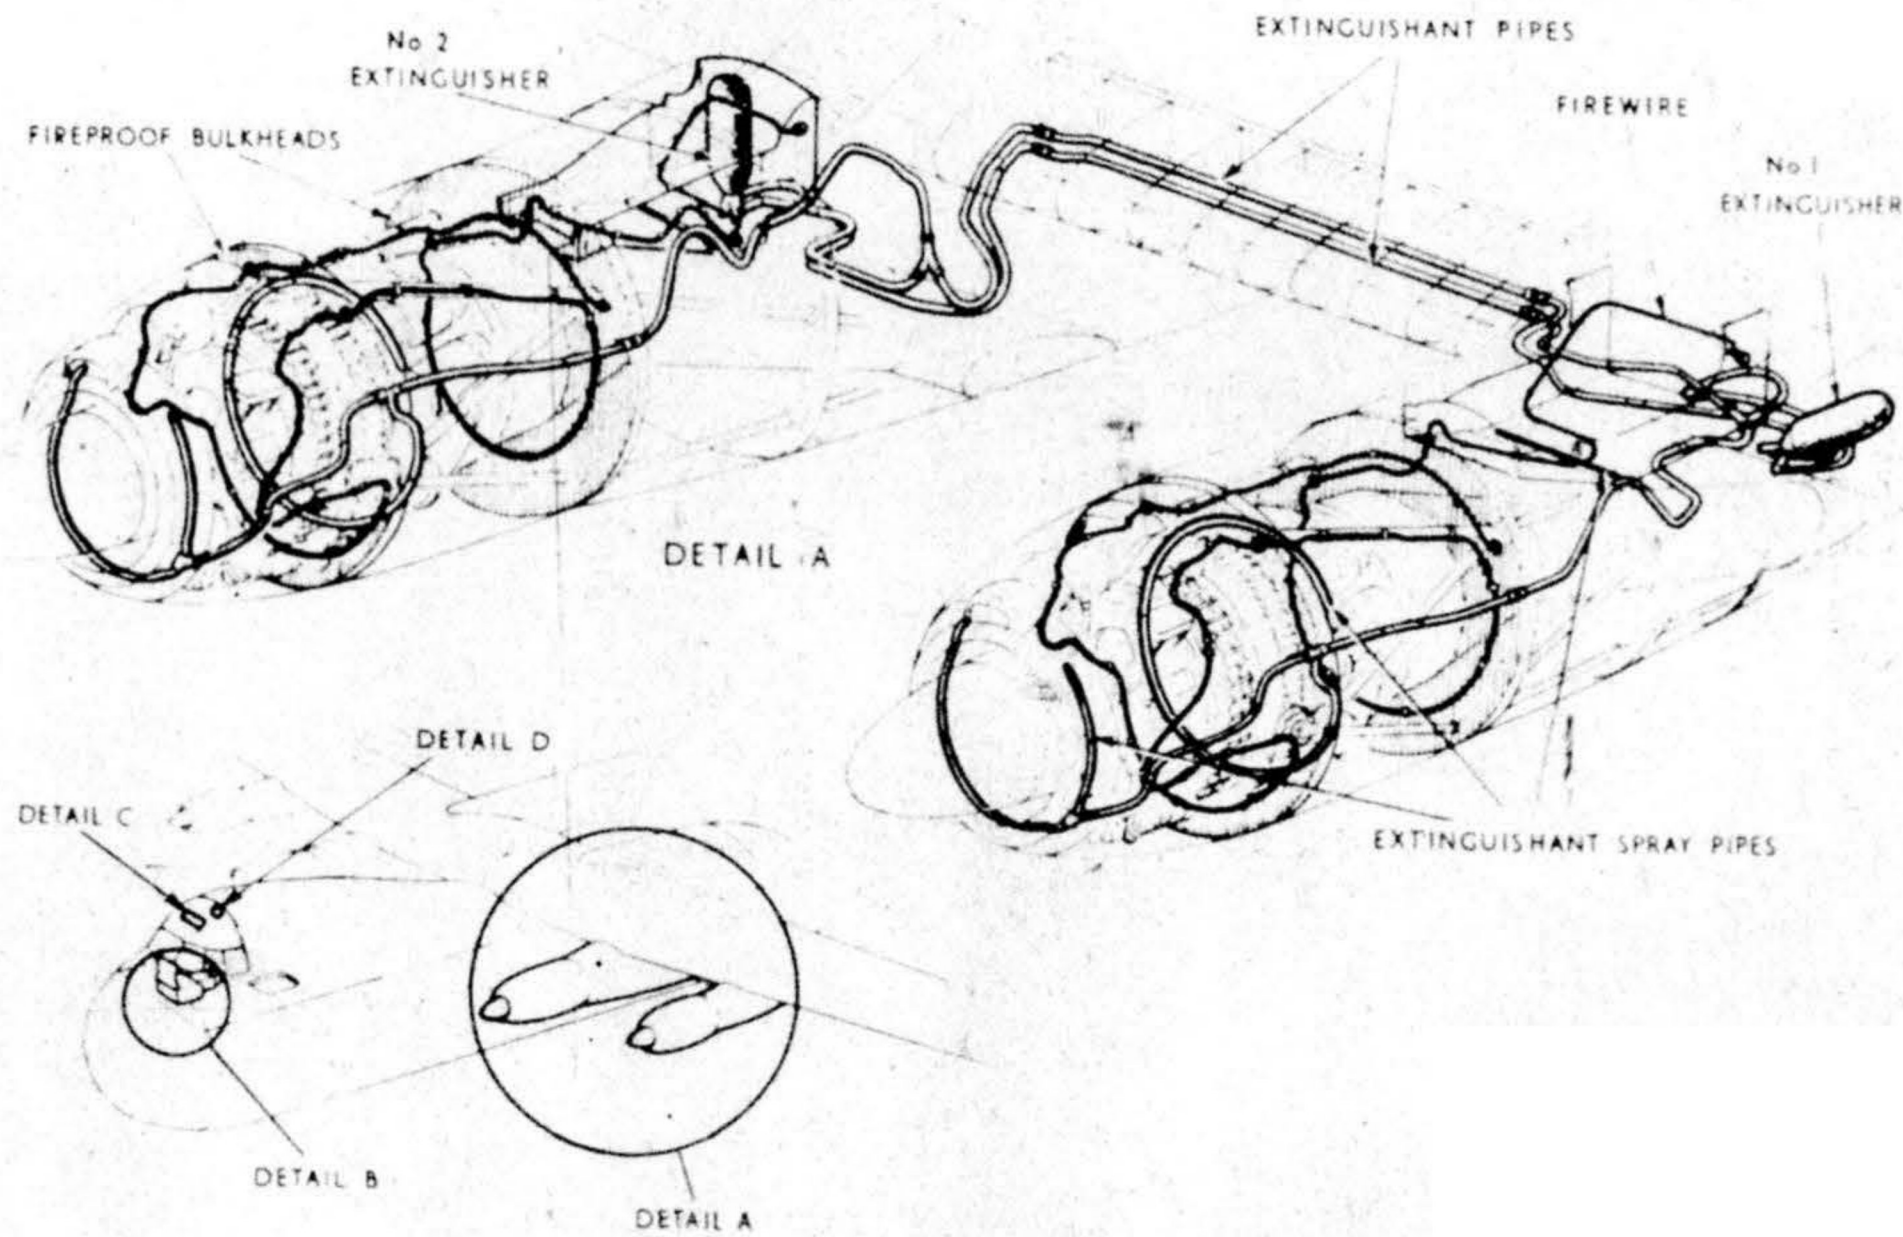 No 2
EXTINGUISHER
EXTINGUISHANT PIPES
FIREWIRE
FIREPROOF BULKHEADS
No 1
EXTINGUISHER
DETAIL A
DETAIL D
DETAIL C
EXTINGUISHANT SPRAY PIPES
DETAIL B
DETAIL A